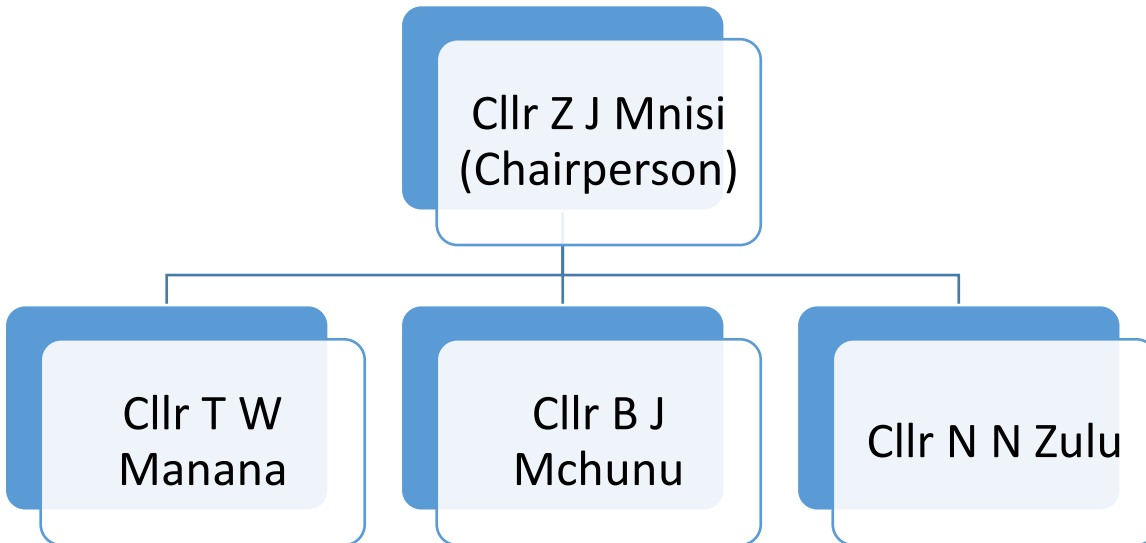 Cllr Z J Mnisi
(Chairperson)
Cllr T W
Manana
Cllr B J
Mchunu
Cllr N N Zulu